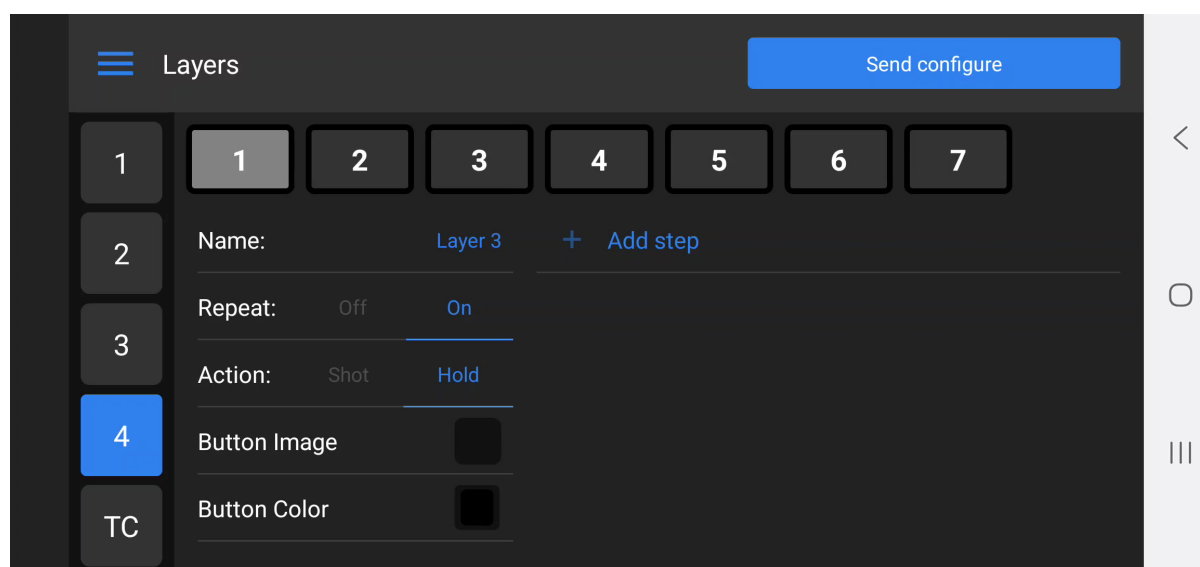 Layers
Send configure
1
1 2 3 4 5 6 7
2
Name: Layer 3
+ Add step
Repeat: Off On
3
Action: Shot Hold
4
Button Image
Button Color
TC